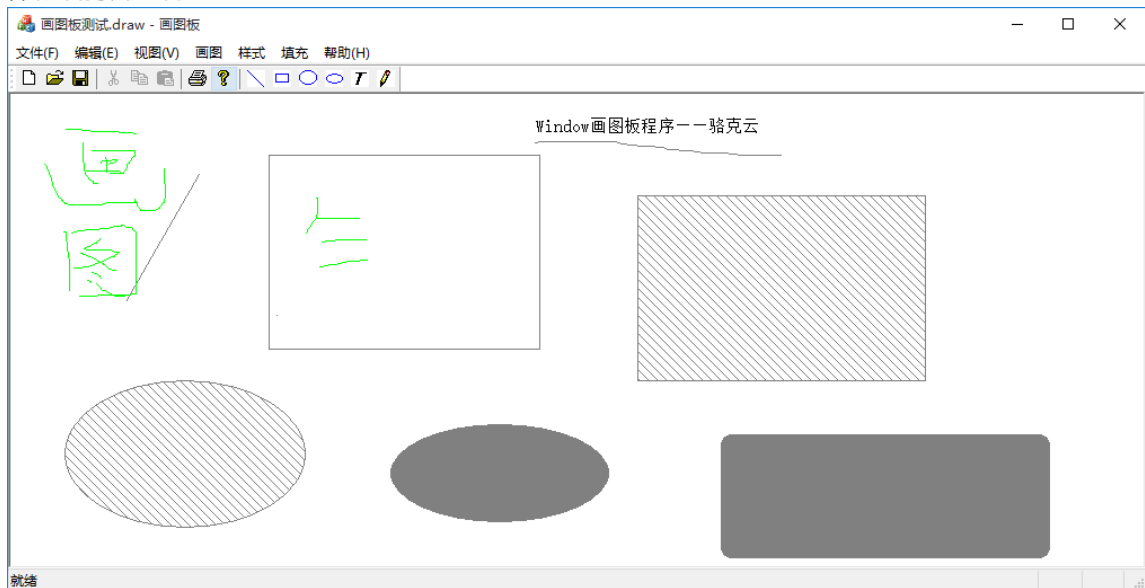 画图板测试.draw - 画图板
文件(F) 编辑(E) 视图(V) 画图 样式 填充 帮助(H)
Window画图板程序——骆克云
画
图
就绪